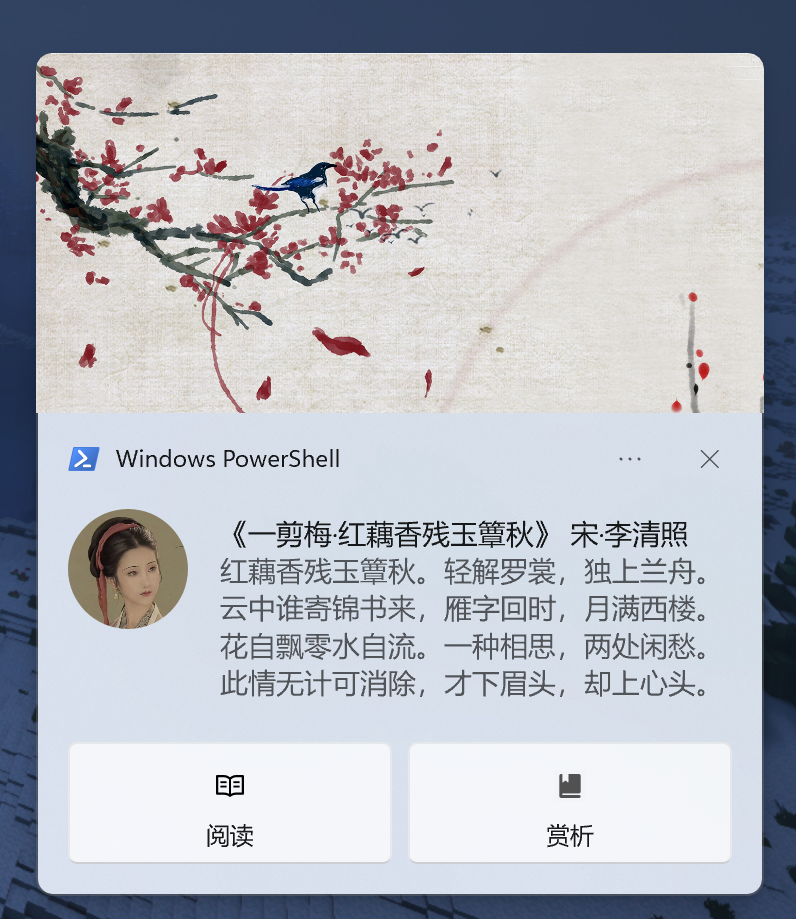 Windows PowerShell
《一剪梅·红藕香残玉簟秋》 宋·李清照
红藕香残玉簟秋。轻解罗裳，独上兰舟。
云中谁寄锦书来，雁字回时，月满西楼。
花自飘零水自流。一种相思，两处闲愁。
此情无计可消除，才下眉头，却上心头。
阅读
赏析